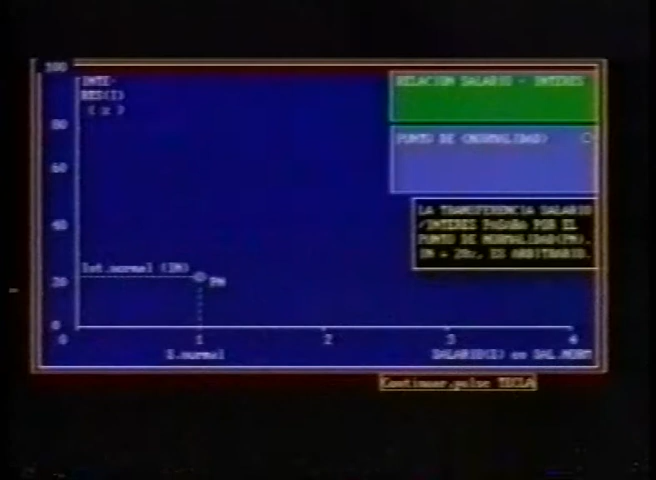 100
INTE-
RES(I)
( % )
80
60
40
20
0
Int.normal (IN)
PN
0 1 2 3 4
S.normal
SALARIO(S) en SAL.NORM
RELACION SALARIO - INTERES
PUNTO DE <NORMALIDAD>
LA TRANSFERENCIA SALARIO
/INTERES POR EL
PUNTO DE NORMALIDAD(PN).
IN = 20%, ES ARBITRARIO.
Continuar,pulse TECLA